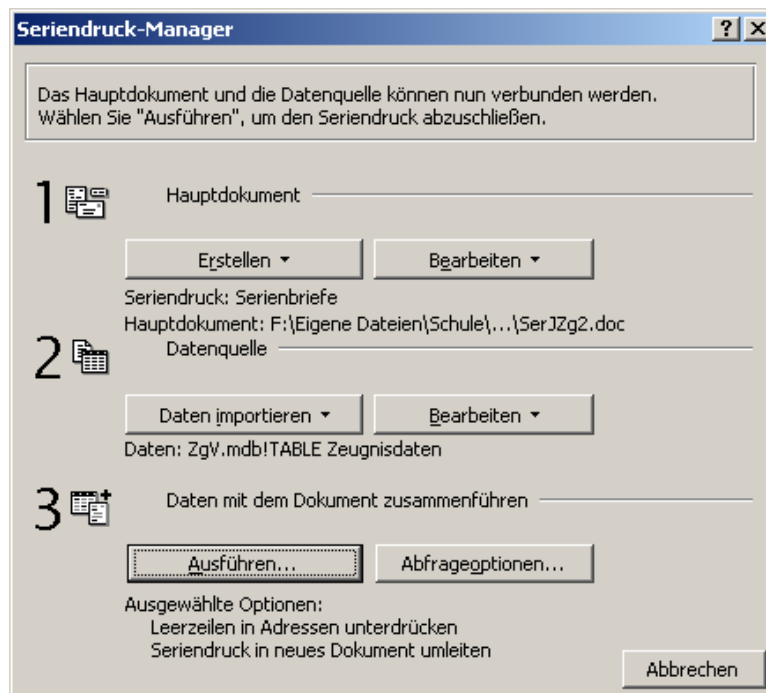 Seriendruck-Manager
Das Hauptdokument und die Datenquelle können nun verbunden werden.
Wählen Sie "Ausführen", um den Seriendruck abzuschließen.
1 Hauptdokument
Erstellen Bearbeiten
Seriendruck: Serienbriefe
Hauptdokument: F:\Eigene Dateien\Schule\...\SerJZg2.doc
2 Datenquelle
Daten importieren Bearbeiten
Daten: ZgV.mdb!TABLE Zeugnisdaten
3 Daten mit dem Dokument zusammenführen
Ausführen... Abfrageoptionen...
Ausgewählte Optionen:
Leerzeilen in Adressen unterdrücken
Seriendruck in neues Dokument umleiten
Abbrechen